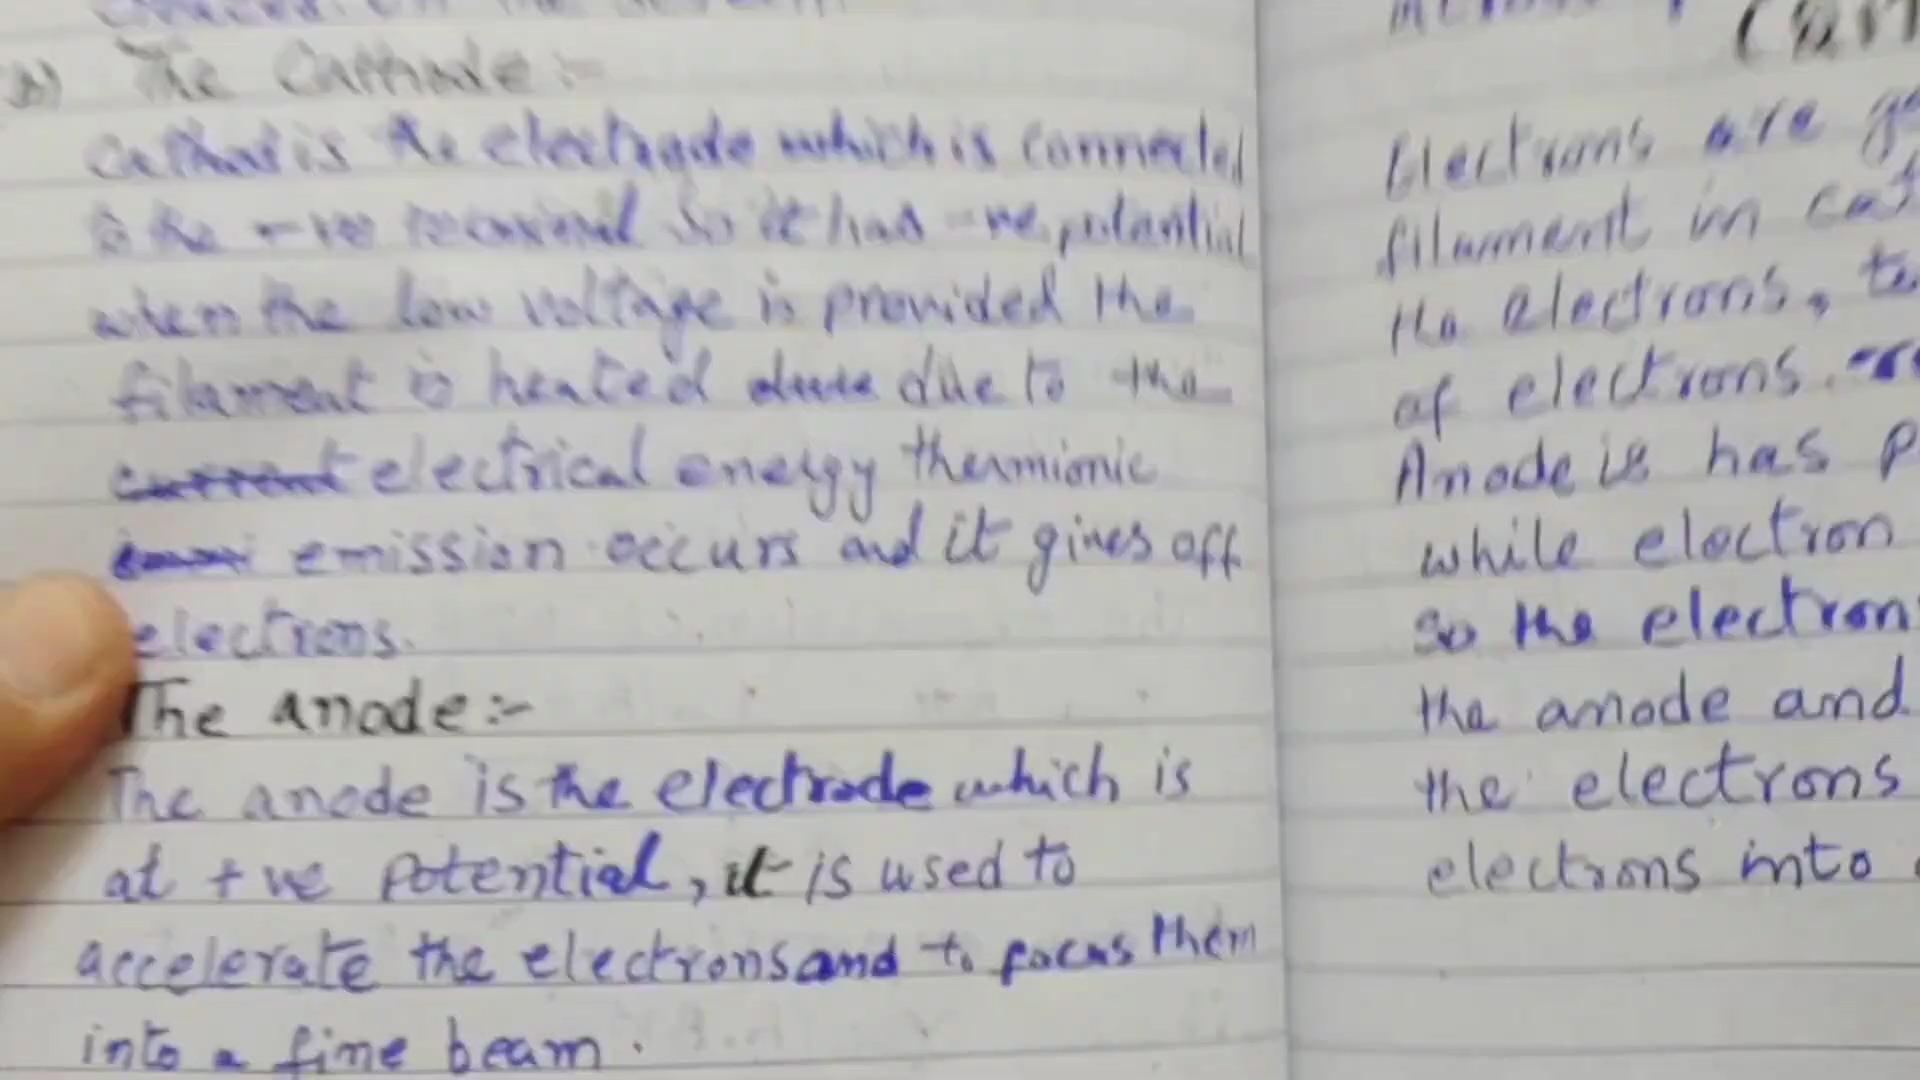 The Cathode :-
Cathod is the electrode which is connected
to the -ve terminal so it has -ve potential
when the low voltage is provided the
filament is heated due to the
current electrical energy thermionic
emission occurs and it gives off
electrons.
The anode :-
The anode is the electrode which is
at +ve potential, it is used to
accelerate the electrons and to focus them
into a fine beam.
Electrons are
filament in
the electrons,
of electrons.
Anode is has
while electron
so the electron
the anode and
the electrons
electrons into